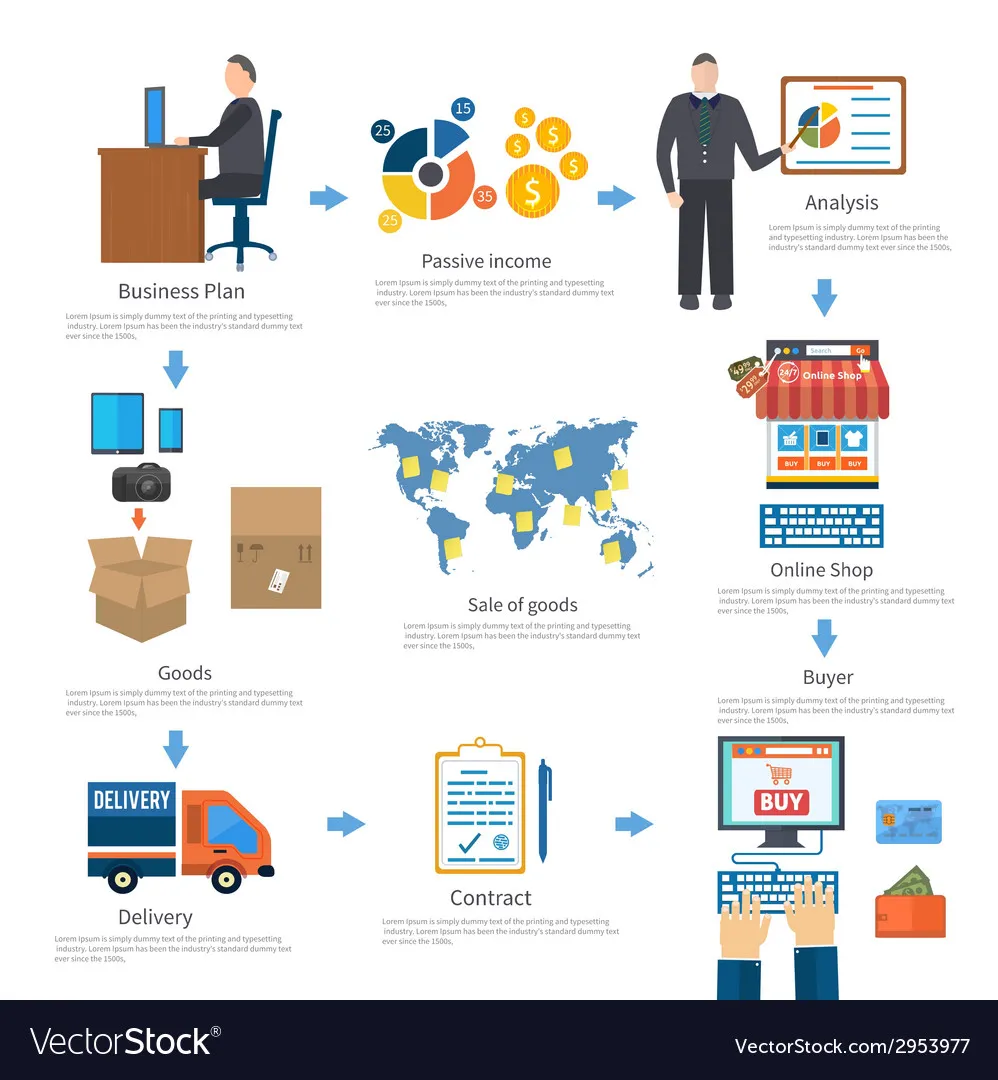 15
25
35
25
$
$
$
$
$
Passive income
Lorem Ipsum is simply dummy text of the printing and typesetting
industry. Lorem Ipsum has been the industry's standard dummy text
ever since the 1500s,
Analysis
Lorem Ipsum is simply dummy text of the printing
and typesetting industry. Lorem Ipsum has been the
industry's standard dummy text ever since the 1500s,
Business Plan
Lorem Ipsum is simply dummy text of the printing and typesetting
industry. Lorem Ipsum has been the industry's standard dummy text
ever since the 1500s,
Search
Go
$49.99
$29.99
24/7
Online Shop
BUY
BUY
BUY
Online Shop
Lorem Ipsum is simply dummy text of the printing and typesetting
industry. Lorem Ipsum has been the industry's standard dummy text
ever since the 1500s,
Sale of goods
Lorem Ipsum is simply dummy text of the printing and typesetting
industry. Lorem Ipsum has been the industry's standard dummy text
ever since the 1500s,
Goods
Lorem Ipsum is simply dummy text of the printing and typesetting
industry. Lorem Ipsum has been the industry's standard dummy text
ever since the 1500s,
Buyer
Lorem Ipsum is simply dummy text of the printing and typesetting
industry. Lorem Ipsum has been the industry's standard dummy text
ever since the 1500s,
BUY
DELIVERY
Delivery
Lorem Ipsum is simply dummy text of the printing and typesetting
industry. Lorem Ipsum has been the industry's standard dummy text
ever since the 1500s,
Contract
Lorem Ipsum is simply dummy text of the printing and typesetting
industry. Lorem Ipsum has been the industry's standard dummy text
ever since the 1500s,
VectorStock®
VectorStock.com/2953977